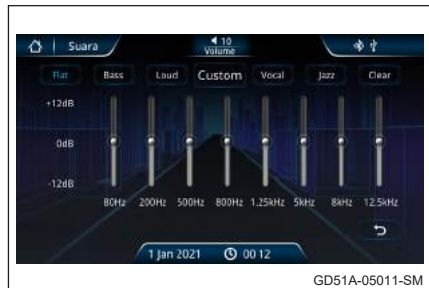 Suara
10
Volume
Flat Bass Loud Custom Vocal Jazz Clear
+12dB
0dB
-12dB
80Hz 200Hz 500Hz 800Hz 1.25kHz 5kHz 8kHz 12.5kHz
1 Jan 2021 00 12
GD51A-05011-SM